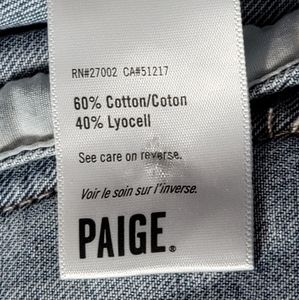 RN#27002 CA#51217
60% Cotton/Coton
40% Lyocell
See care on reverse.
Voir le soin sur l'inverse.
PAIGE®